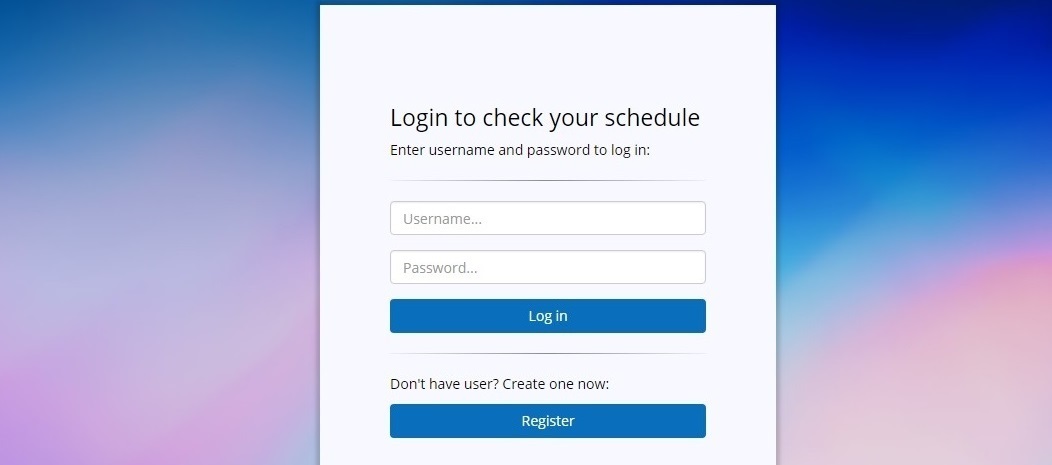 Login to check your schedule
Enter username and password to log in:
Username...
Password...
Log in
Don't have user? Create one now:
Register